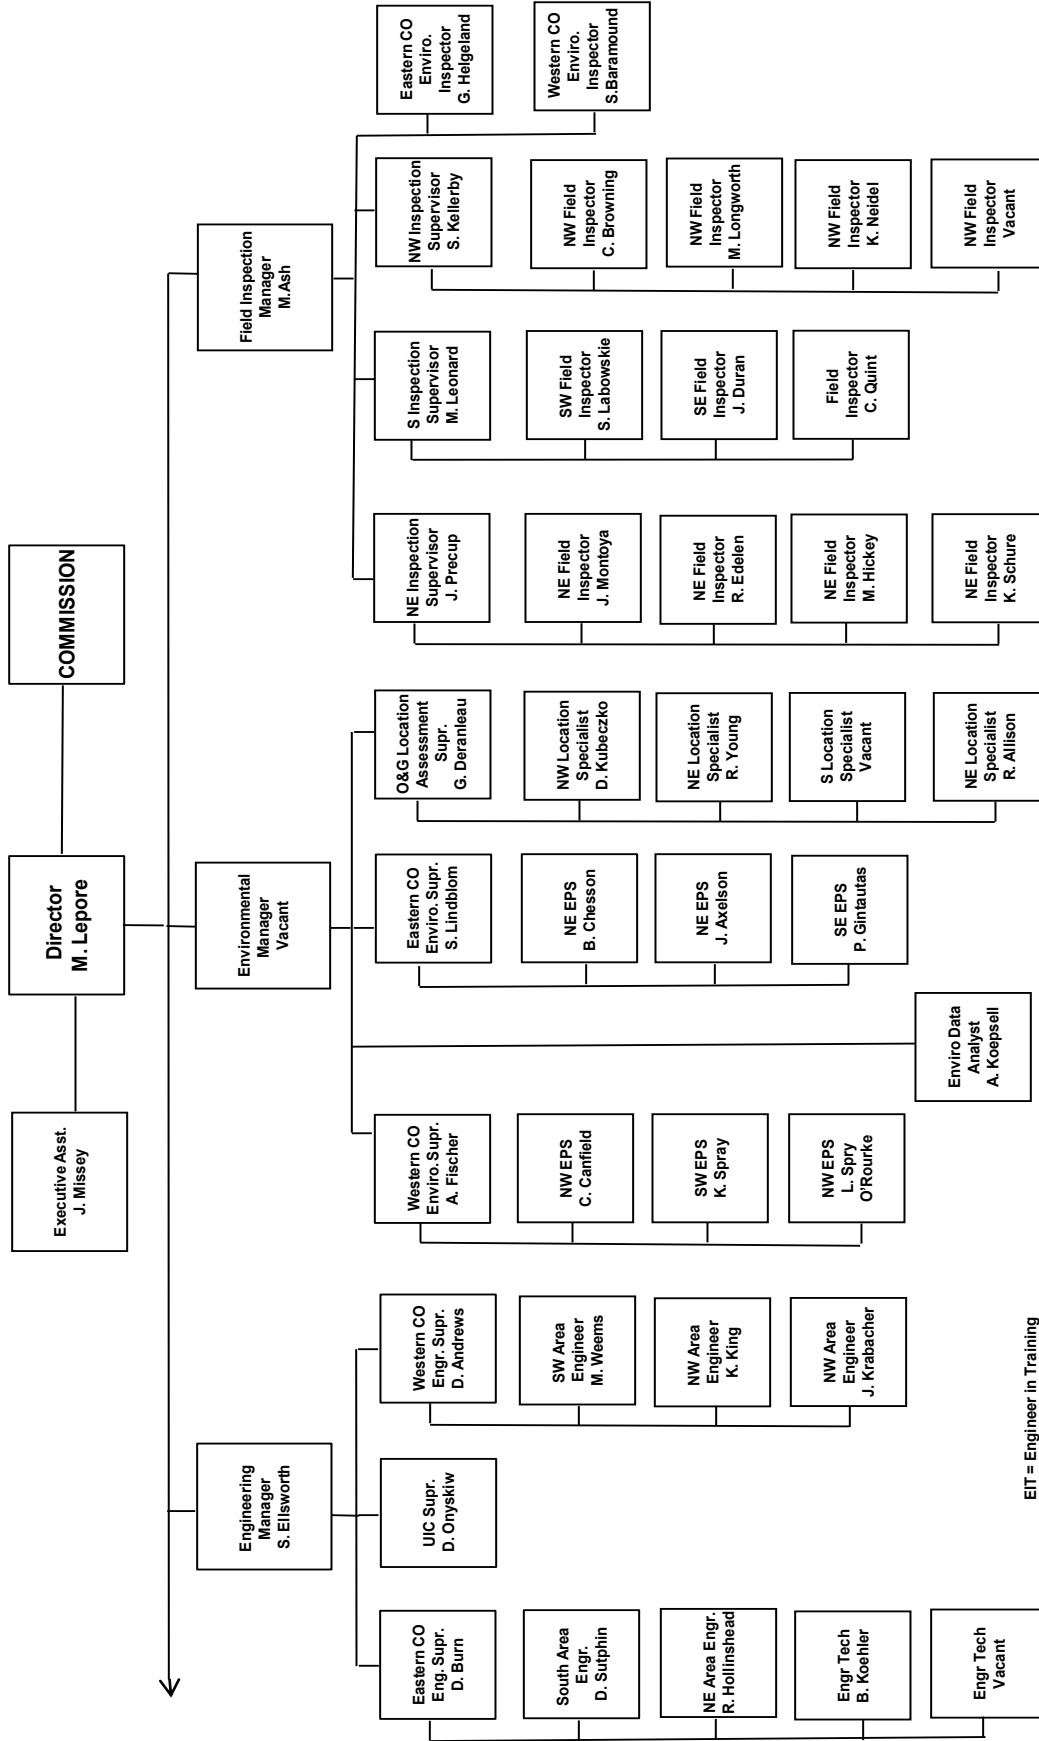 COMMISSION
Director
M. Lepore
Executive Asst.
J. Missey
Engineering
Manager
S. Ellsworth
Environmental
Manager
Vacant
Field Inspection
Manager
M.Ash
Eastern CO
Eng. Supr.
D. Burn
South Area
Engr.
D. Sutphin
NE Area Engr.
R. Hollinshead
Engr Tech
B. Koehler
Engr Tech
Vacant
UIC Supr.
D. Onyskiw
Western CO
Engr. Supr.
D. Andrews
SW Area
Engineer
M. Weems
NW Area
Engineer
K. King
NW Area
Engineer
J. Krabacher
Western CO
Enviro. Supr.
A. Fischer
NW EPS
C. Canfield
SW EPS
K. Spray
NW EPS
L. Spry
O'Rourke
Enviro Data
Analyst
A. Koepsell
Eastern CO
Enviro. Supr.
S. Lindblom
NE EPS
B. Chesson
NE EPS
J. Axelson
SE EPS
P. Gintautas
O&G Location
Assessment
Supr.
G. Deranleau
NW Location
Specialist
D. Kubeczko
NE Location
Specialist
R. Young
S Location
Specialist
Vacant
NE Location
Specialist
R. Allison
NE Inspection
Supervisor
J. Precup
NE Field
Inspector
J. Montoya
NE Field
Inspector
R. Edelen
NE Field
Inspector
M. Hickey
NE Field
Inspector
K. Schure
S Inspection
Supervisor
M. Leonard
SW Field
Inspector
S. Labowskie
SE Field
Inspector
J. Duran
Field
Inspector
C. Quint
NW Inspection
Supervisor
S. Kellerby
NW Field
Inspector
C. Browning
NW Field
Inspector
M. Longworth
NW Field
Inspector
K. Neidel
NW Field
Inspector
Vacant
Eastern CO
Enviro.
Inspector
G. Helgeland
Western CO
Enviro.
Inspector
S.Baramound
EIT = Engineer in Training